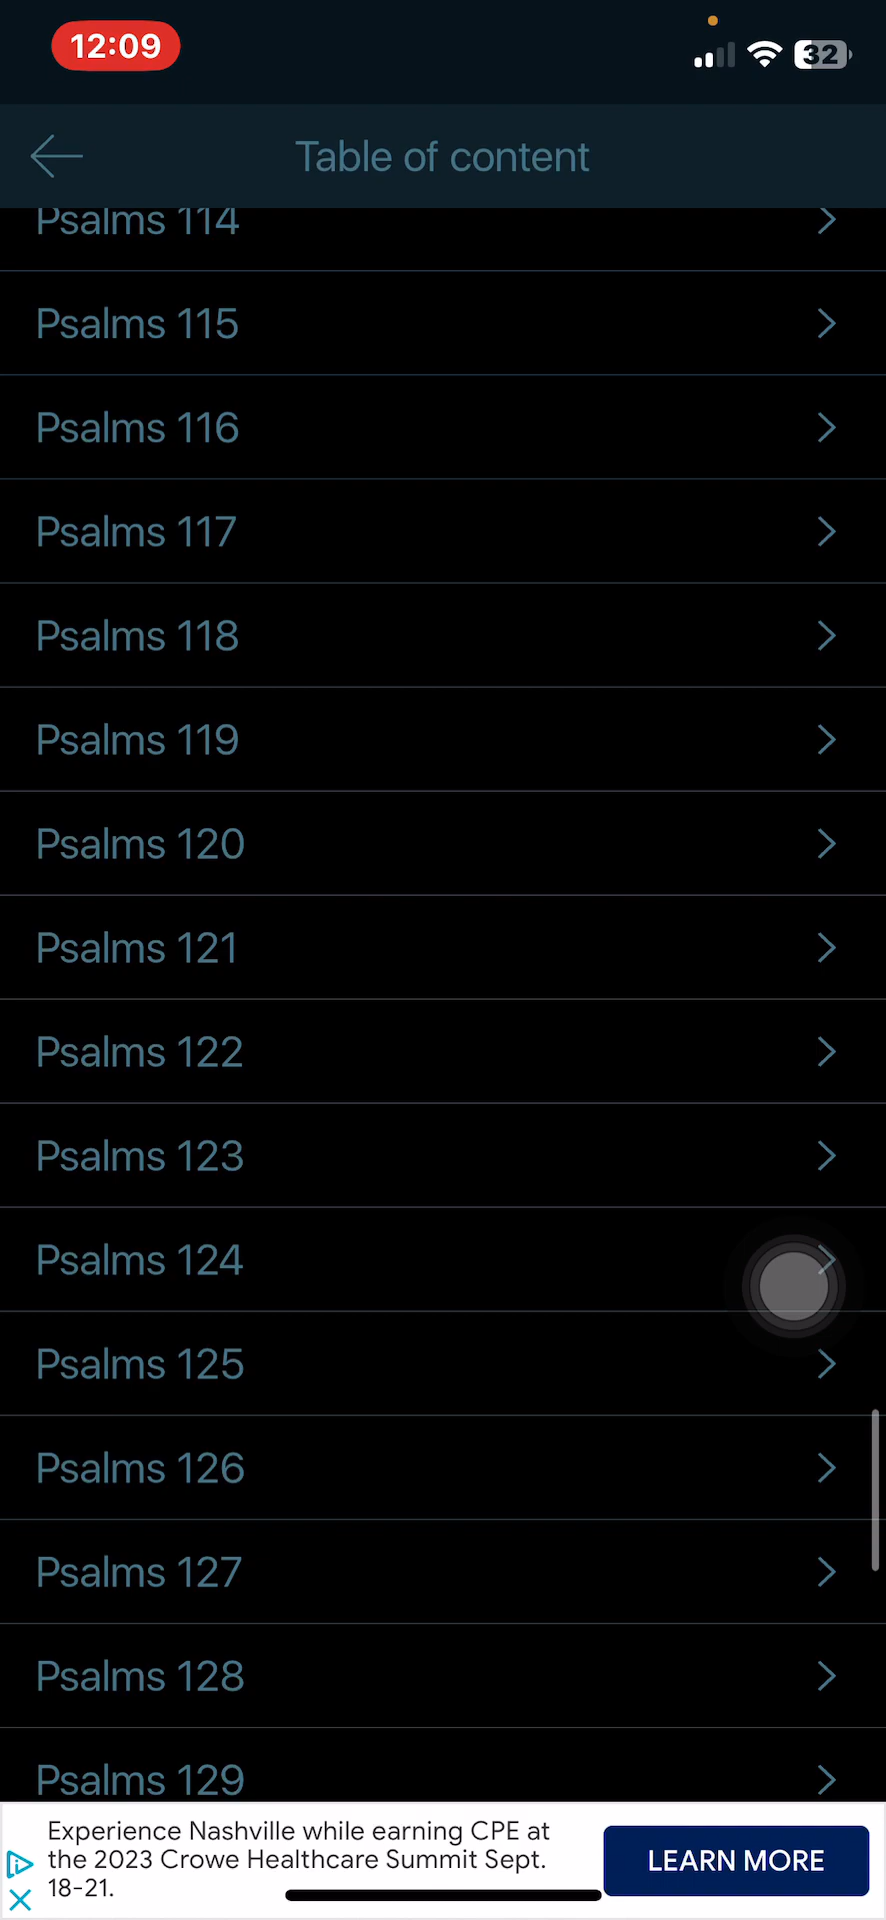 12:09
32
Table of content
Psalms 114
Psalms 115
Psalms 116
Psalms 117
Psalms 118
Psalms 119
Psalms 120
Psalms 121
Psalms 122
Psalms 123
Psalms 124
Psalms 125
Psalms 126
Psalms 127
Psalms 128
Psalms 129
Experience Nashville while earning CPE at
the 2023 Crowe Healthcare Summit Sept.
18-21.
LEARN MORE